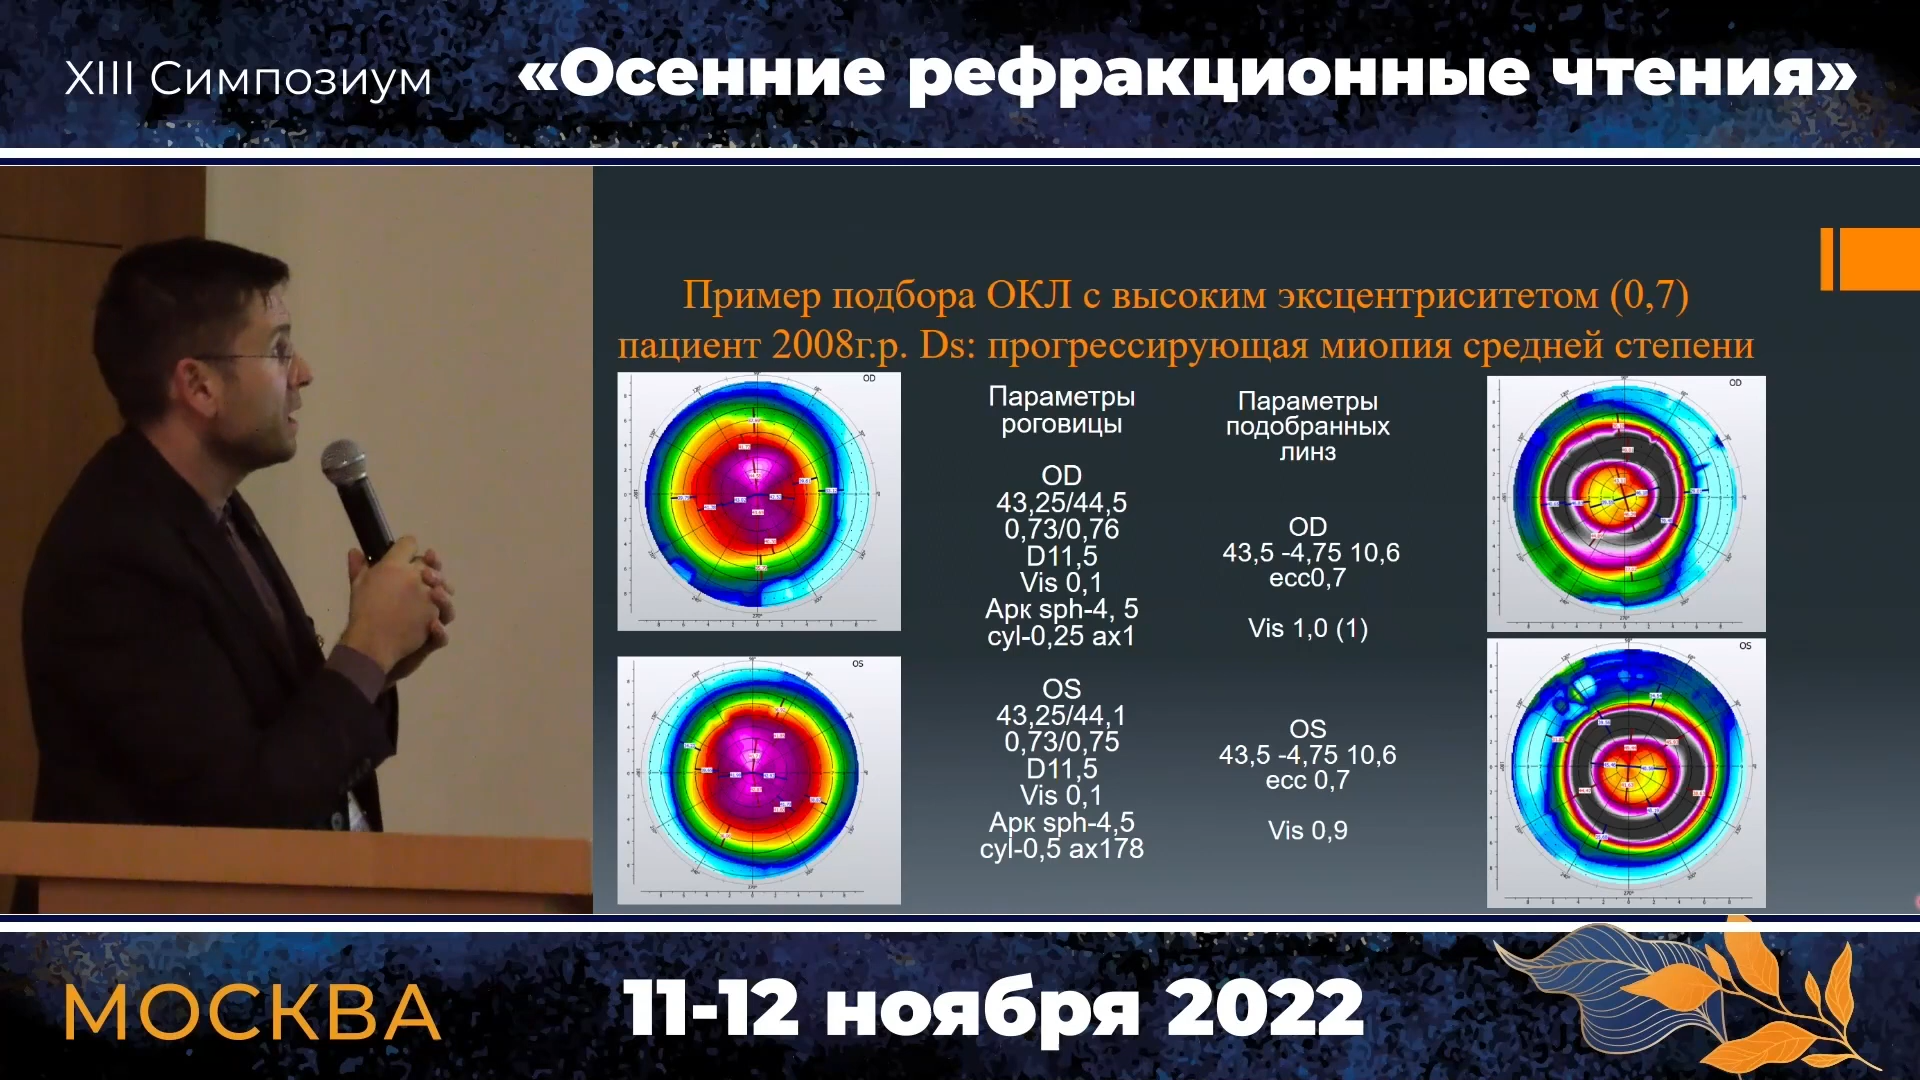 XIII Симпозиум «Осенние рефракционные чтения»
Пример подбора ОКЛ с высоким эксцентриситетом (0,7)
пациент 2008г.р. Ds: прогрессирующая миопия средней степени
OD
Параметры
роговицы
OD
43,25/44,5
0,73/0,76
D11,5
Vis 0,1
Арк sph-4, 5
cyl-0,25 ax1
OS
OS
43,25/44,1
0,73/0,75
D11,5
Vis 0,1
Арк sph-4,5
cyl-0,5 ax178
Параметры
подобранных
линз
OD
43,5 -4,75 10,6
ecc0,7
Vis 1,0 (1)
OS
43,5 -4,75 10,6
ecc 0,7
Vis 0,9
OD
OS
МОСКВА
11-12 ноября 2022